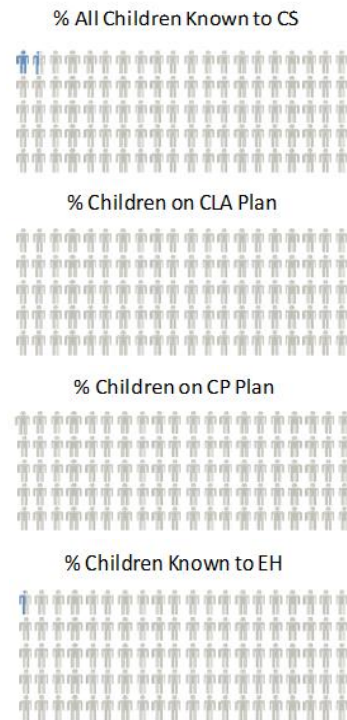 % All Children Known to CS
% Children on CLA Plan
% Children on CP Plan
% Children Known to EH